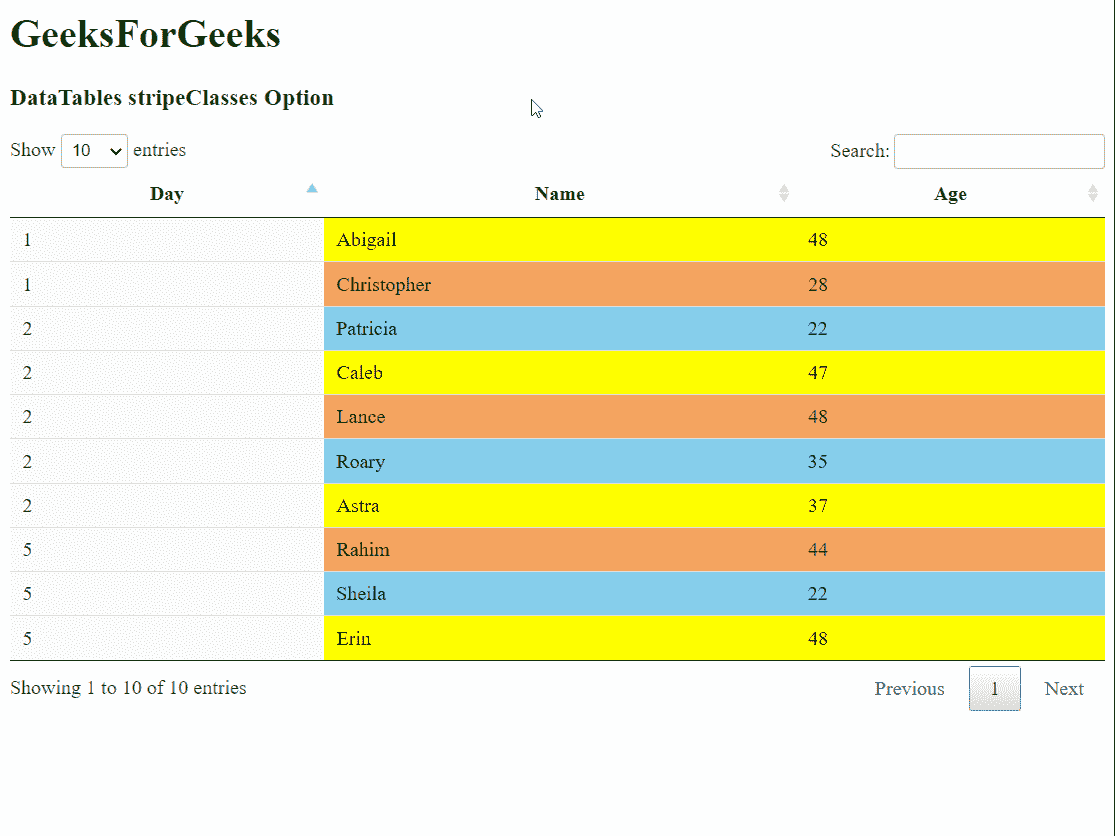 GeeksForGeeks
DataTables stripeClasses Option
Show 10 entries Search:
Day Name Age
1 Abigail 48
1 Christopher 28
2 Patricia 22
2 Caleb 47
2 Lance 48
2 Roary 35
2 Astra 37
5 Rahim 44
5 Sheila 22
5 Erin 48
Showing 1 to 10 of 10 entries Previous 1 Next